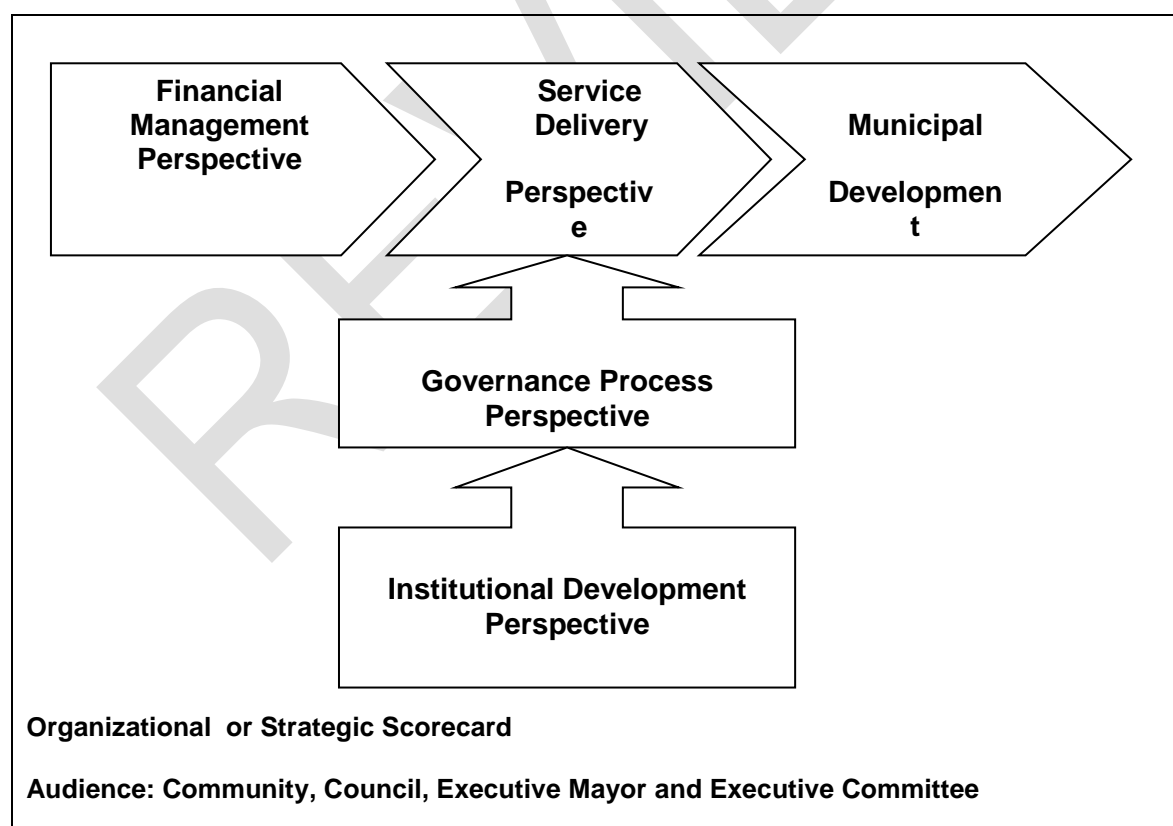 Financial
Management
Perspective
Service
Delivery
Perspectiv
e
Municipal
Developmen
t
Governance Process
Perspective
Institutional Development
Perspective
Organizational  or Strategic Scorecard
Audience: Community, Council, Executive Mayor and Executive Committee